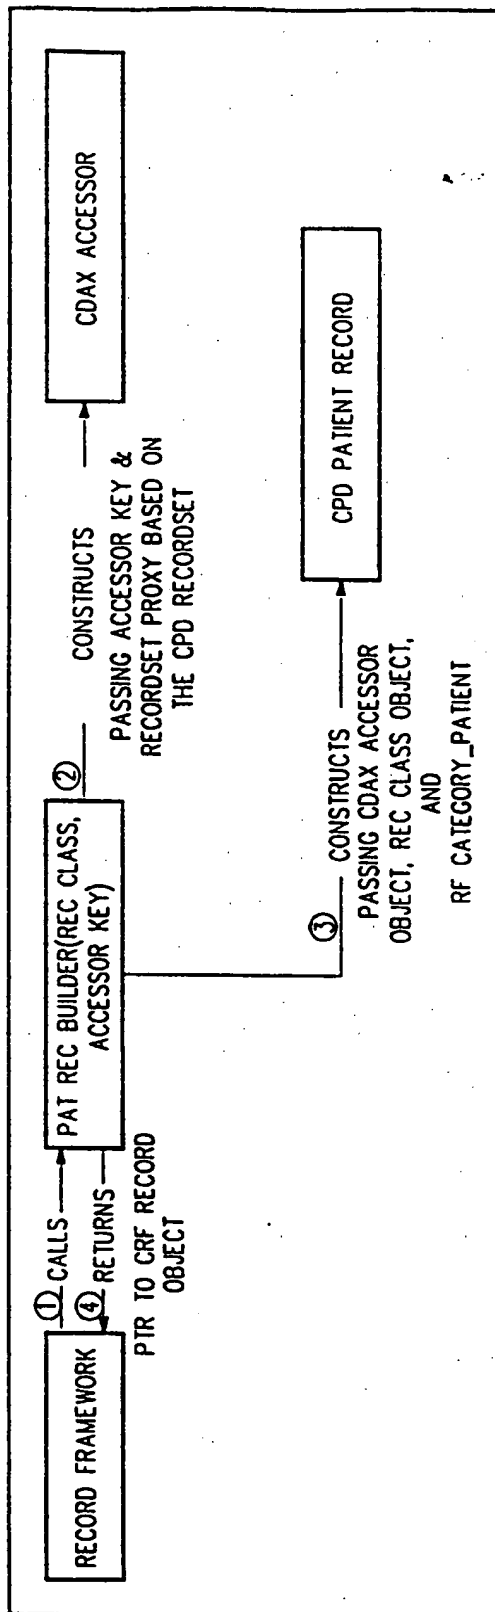 RECORD FRAMEWORK
① CALLS
④ RETURNS
PTR TO CRF RECORD
OBJECT
PAT REC BUILDER(REC CLASS,
ACCESSOR KEY)
② CONSTRUCTS
PASSING ACCESSOR KEY &
RECORDSET PROXY BASED ON
THE CPD RECORDSET
CDAX ACCESSOR
③ CONSTRUCTS
PASSING CDAX ACCESSOR
OBJECT, REC CLASS OBJECT,
AND
RF CATEGORY_PATIENT
CPD PATIENT RECORD